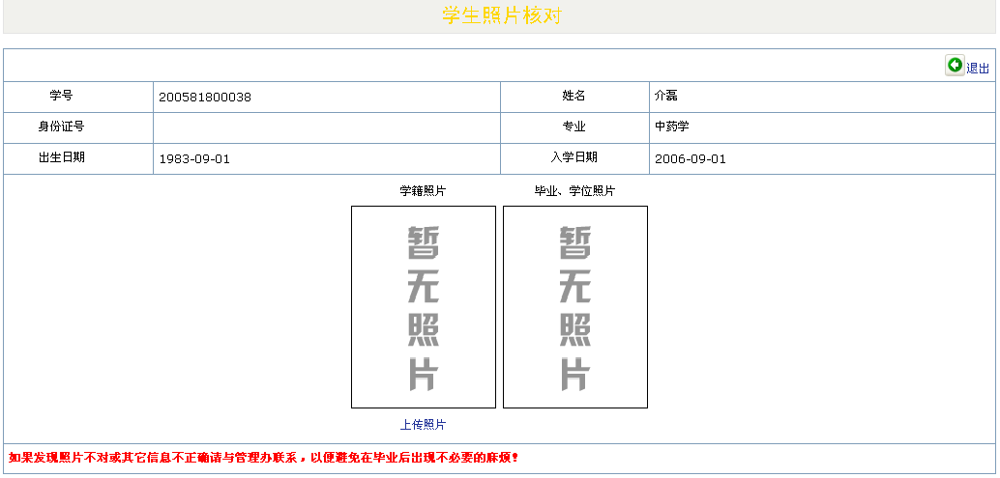 学生照片核对
退出
学号 200581800038 姓名 介磊
身份证号 专业 中药学
出生日期 1983-09-01 入学日期 2006-09-01
学籍照片 毕业、学位照片
暂无照片 暂无照片
上传照片
如果发现照片不对或其它信息不正确请与管理办联系，以便避免在毕业后出现不必要的麻烦！